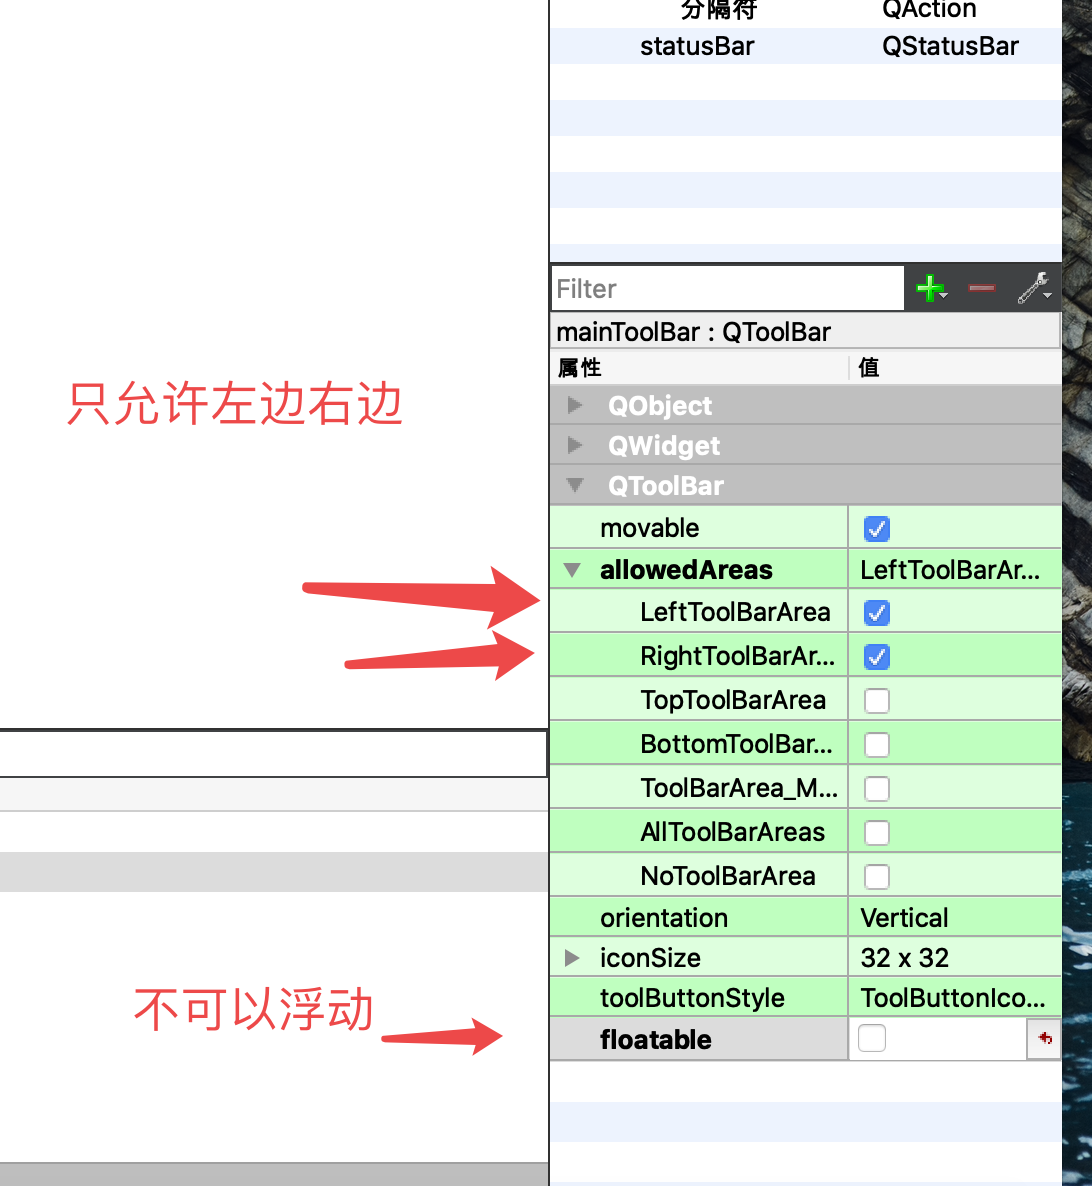 分隔符 QAction
statusBar QStatusBar
Filter
mainToolBar : QToolBar
属性 值
QObject
QWidget
QToolBar
movable
allowedAreas LeftToolBarAr...
LeftToolBarArea
RightToolBarAr...
TopToolBarArea
BottomToolBar...
ToolBarArea_M...
AllToolBarAreas
NoToolBarArea
orientation Vertical
iconSize 32 x 32
toolButtonStyle ToolButtonIco...
floatable
只允许左边右边
不可以浮动